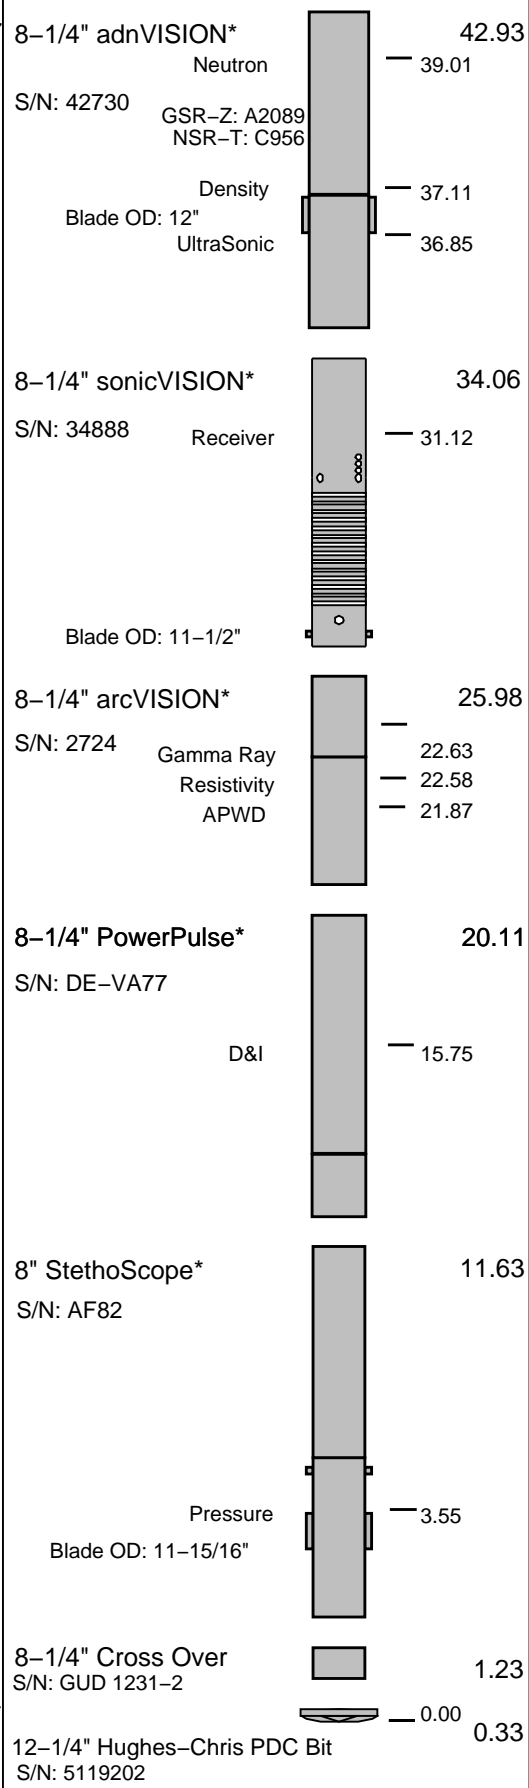 8−1/4" adnVISION* 42.93
Neutron 39.01
S/N: 42730
GSR−Z: A2089
NSR−T: C956
Density 37.11
Blade OD: 12"
UltraSonic 36.85
8−1/4" sonicVISION* 34.06
S/N: 34888
Receiver 31.12
Blade OD: 11−1/2"
8−1/4" arcVISION* 25.98
S/N: 2724
Gamma Ray 22.63
Resistivity 22.58
APWD 21.87
8−1/4" PowerPulse* 20.11
S/N: DE−VA77
D&I 15.75
8" StethoScope* 11.63
S/N: AF82
Pressure 3.55
Blade OD: 11−15/16"
8−1/4" Cross Over 1.23
S/N: GUD 1231−2
0.00
0.33
12−1/4" Hughes−Chris PDC Bit
S/N: 5119202